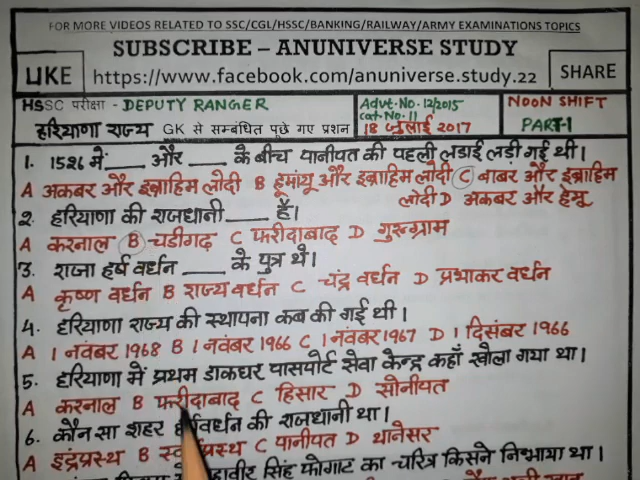 FOR MORE VIDEOS RELATED TO SSC/CGL/HSSC/BANKING/RAILWAY/ARMY EXAMINATIONS TOPICS
SUBSCRIBE – ANUNIVERSE STUDY
LIKE https://www.facebook.com/anuniverse.study.22 SHARE
HSSC परीक्षा - DEPUTY RANGER Advt. No. 12/2015 NOON SHIFT
Cat. No. 11
हरियाणा राज्य GK से सम्बंधित पूछे गए प्रशन 18 जुलाई 2017 PART-1
1. 1526 में ___ और ___ के बीच पानीपत की पहली लडाई लड़ी गई थी।
A अकबर और इब्राहिम लोदी B हूमांयू और इब्राहिम लोदी C बाबर और इब्राहिम
लोदी D अकबर और हेमू
2. हरियाणा की राजधानी ___ है।
A करनाल B चडीगढ़ C फरीदाबाद D गुरुग्राम
3. राजा हर्ष वर्धन ___ के पुत्र थे।
A कृष्ण वर्धन B राज्य वर्धन C चंद्र वर्धन D प्रभाकर वर्धन
4. हरियाणा राज्य की स्थापना कब की गई थी।
A 1 नवंबर 1968 B 1 नवंबर 1966 C 1 नवंबर 1967 D 1 दिसंबर 1966
5. हरियाणा में प्रथम डाकघर पासपोर्ट सेवा केन्द्र कहाँ खोला गया था।
A करनाल B फरीदाबाद C हिसार D सोनीपत
6. कौन सा शहर हर्षवर्धन की राजधानी था।
A इंद्रप्रस्थ B C पानीपत D थानेसर
सिंह फोगाट का चरित्र किसने निभाया था।